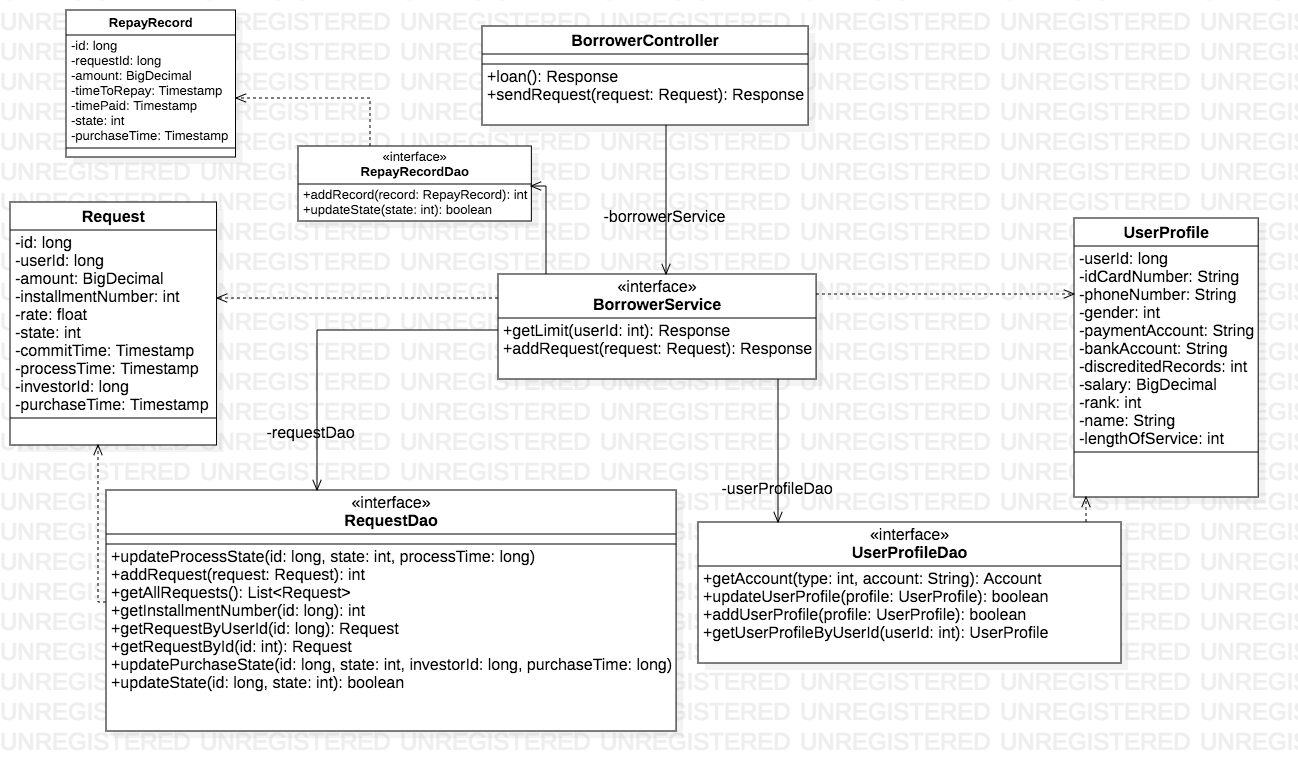 RepayRecord
-id: long
-requestId: long
-amount: BigDecimal
-timeToRepay: Timestamp
-timePaid: Timestamp
-state: int
-purchaseTime: Timestamp
BorrowerController
+loan(): Response
+sendRequest(request: Request): Response
«interface»
RepayRecordDao
+addRecord(record: RepayRecord): int
+updateState(state: int): boolean
-borrowerService
Request
-id: long
-userId: long
-amount: BigDecimal
-installmentNumber: int
-rate: float
-state: int
-commitTime: Timestamp
-processTime: Timestamp
-investorId: long
-purchaseTime: Timestamp
«interface»
BorrowerService
+getLimit(userId: int): Response
+addRequest(request: Request): Response
UserProfile
-userId: long
-idCardNumber: String
-phoneNumber: String
-gender: int
-paymentAccount: String
-bankAccount: String
-discreditedRecords: int
-salary: BigDecimal
-rank: int
-name: String
-lengthOfService: int
-requestDao
-userProfileDao
«interface»
RequestDao
+updateProcessState(id: long, state: int, processTime: long)
+addRequest(request: Request): int
+getAllRequests(): List<Request>
+getInstallmentNumber(id: long): int
+getRequestByUserId(id: long): Request
+getRequestById(id: int): Request
+updatePurchaseState(id: long, state: int, investorId: long, purchaseTime: long)
+updateState(id: long, state: int): boolean
«interface»
UserProfileDao
+getAccount(type: int, account: String): Account
+updateUserProfile(profile: UserProfile): boolean
+addUserProfile(profile: UserProfile): boolean
+getUserProfileByUserId(userId: int): UserProfile
UNREGISTERED